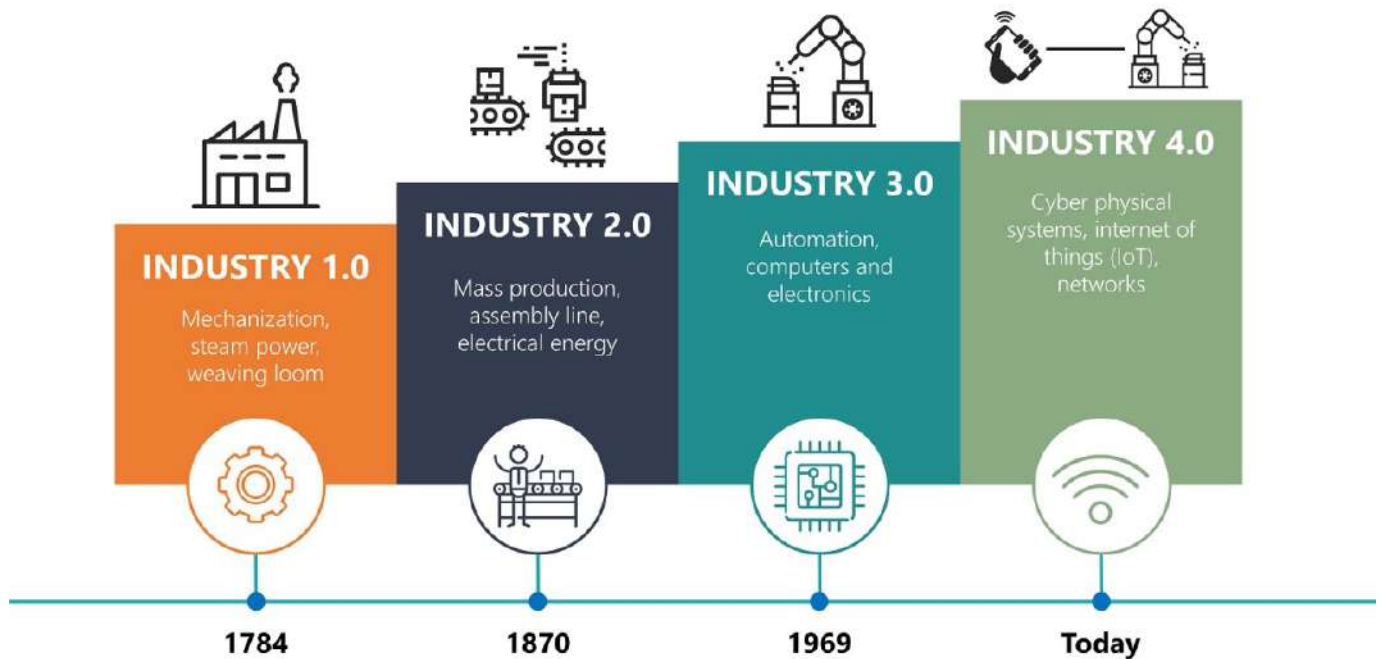 INDUSTRY 1.0
Mechanization,
steam power,
weaving loom
1784
INDUSTRY 2.0
Mass production,
assembly line,
electrical energy
1870
INDUSTRY 3.0
Automation,
computers and
electronics
1969
INDUSTRY 4.0
Cyber physical
systems, internet of
things (IoT),
networks
Today